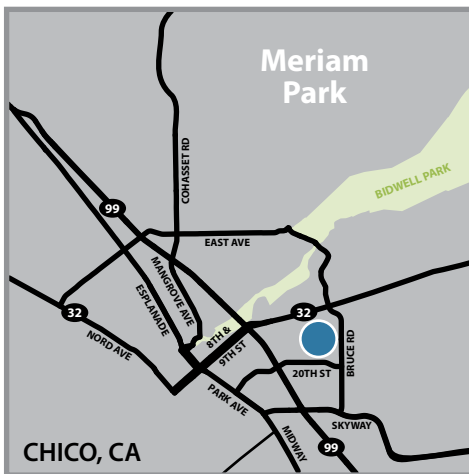 Meriam
Park
BIDWELL PARK
COHASSET RD
99
EAST AVE
MANGROVE AVE
ESPLANADE
32
NORD AVE
8TH &
9TH ST
32
BRUCE RD
20TH ST
PARK AVE
SKYWAY
MIDWAY
99
CHICO, CA